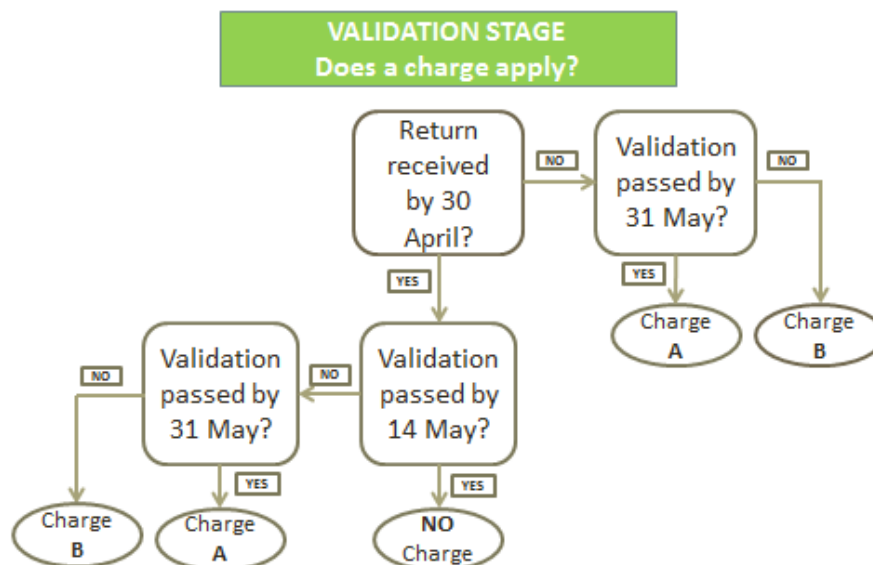 VALIDATION STAGE
Does a charge apply?
Return
received
by 30
April?
NO
Validation
passed by
31 May?
NO
YES
YES
Charge
A
Charge
B
Validation
passed by
31 May?
NO
Validation
passed by
14 May?
NO
YES
YES
Charge
B
Charge
A
NO
Charge